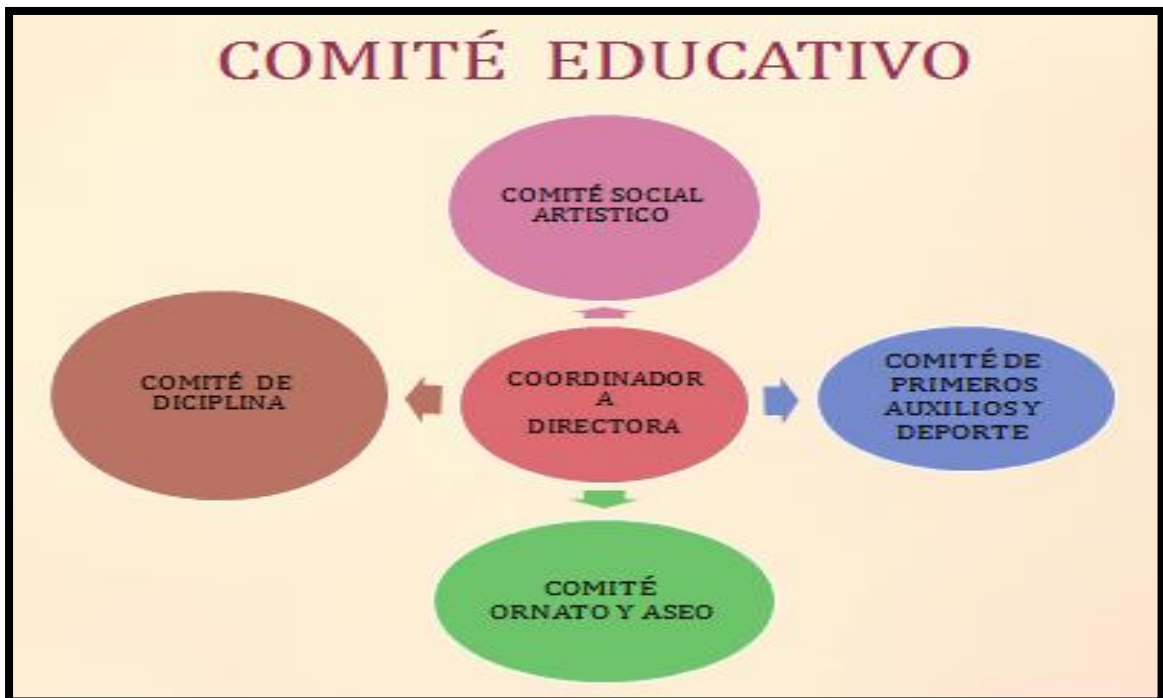 COMITÉ EDUCATIVO
COMITÉ SOCIAL
ARTISTICO
COMITÉ DE
DICIPLINA
COORDINADOR
A
DIRECTORA
COMITÉ DE
PRIMEROS
AUXILIOS Y
DEPORTE
COMITÉ
ORNATO Y ASEO